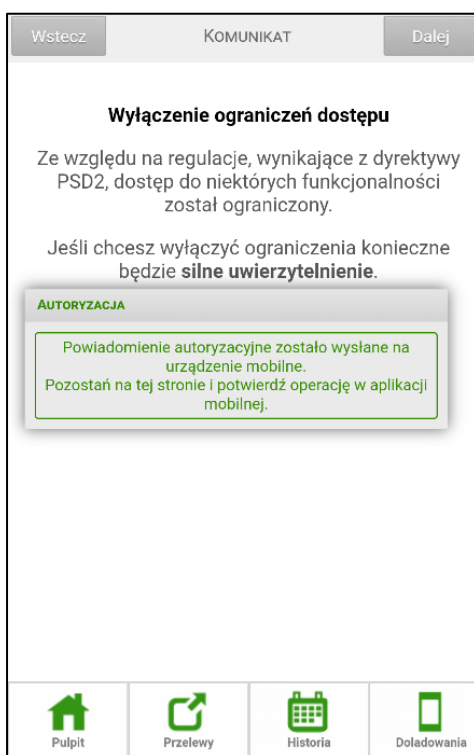 Wstecz
KOMUNIKAT
Dalej
Wyłączenie ograniczeń dostępu
Ze względu na regulacje, wynikające z dyrektywy
PSD2, dostęp do niektórych funkcjonalności
został ograniczony.
Jeśli chcesz wyłączyć ograniczenia konieczne
będzie silne uwierzytelnienie.
AUTORYZACJA
Powiadomienie autoryzacyjne zostało wysłane na
urządzenie mobilne.
Pozostań na tej stronie i potwierdź operację w aplikacji
mobilnej.
Pulpit
Przelewy
Historia
Doladowania